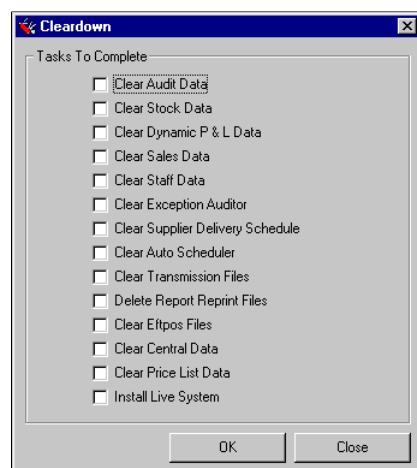 Cleardown
Tasks To Complete
Clear Audit Data
Clear Stock Data
Clear Dynamic P & L Data
Clear Sales Data
Clear Staff Data
Clear Exception Auditor
Clear Supplier Delivery Schedule
Clear Auto Scheduler
Clear Transmission Files
Delete Report Reprint Files
Clear Eftpos Files
Clear Central Data
Clear Price List Data
Install Live System
OK Close